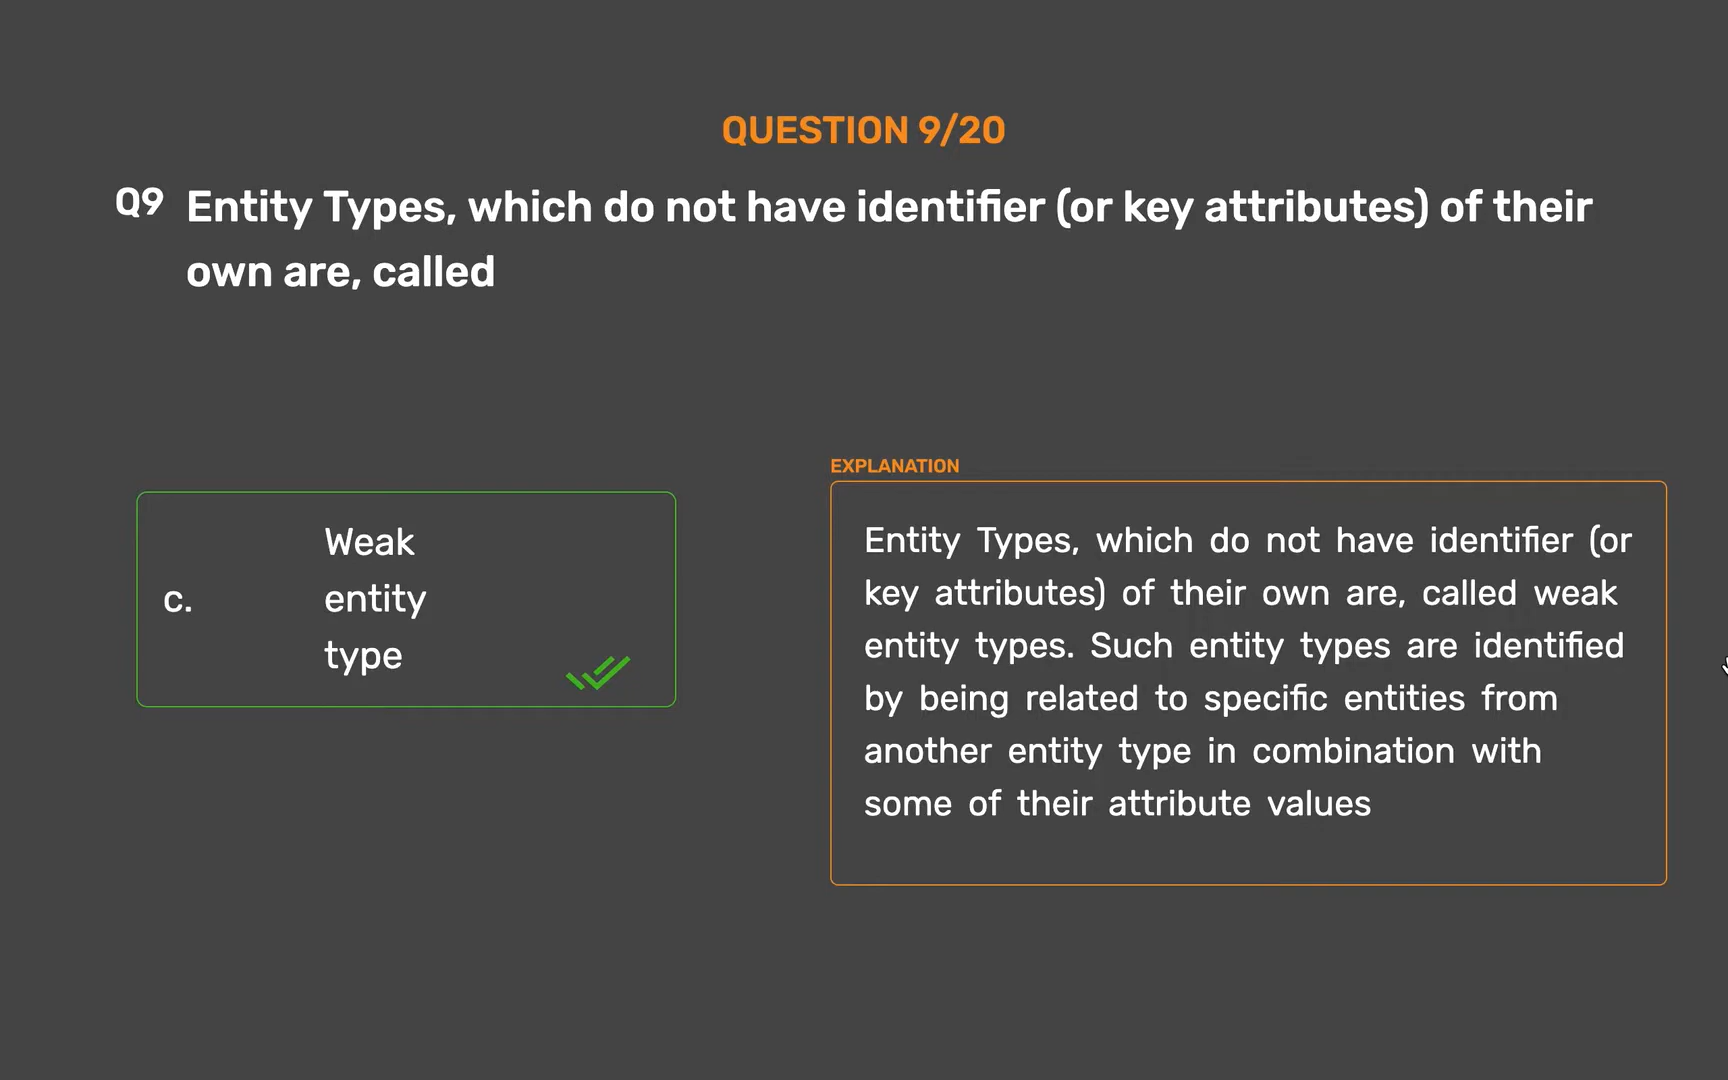 QUESTION 9/20
Q9 Entity Types, which do not have identifier (or key attributes) of their
own are, called
c. Weak
entity
type
EXPLANATION
Entity Types, which do not have identifier (or
key attributes) of their own are, called weak
entity types. Such entity types are identified
by being related to specific entities from
another entity type in combination with
some of their attribute values